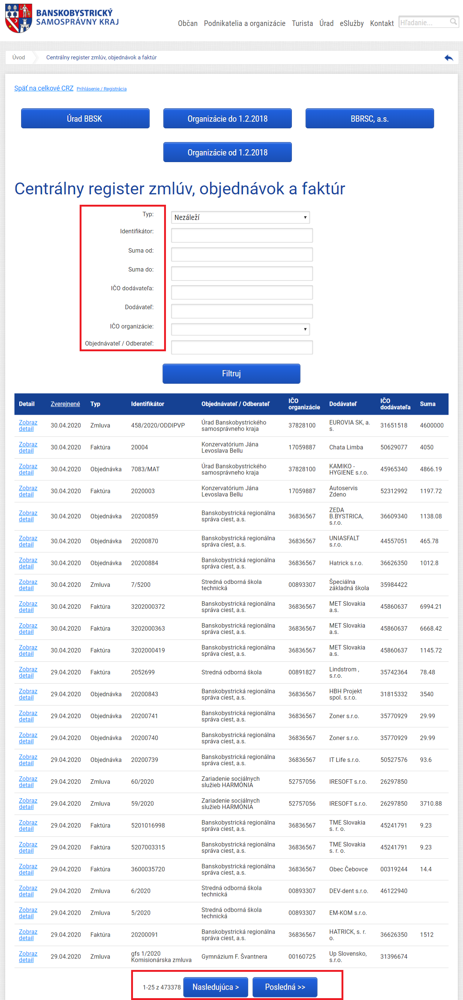 BANSKOBYSTRICKÝ
SAMOSPRÁVNY KRAJ
Občan Podnikatelia a organizácie Turista Úrad eSlužby Kontakt Hľadanie...
Úvod Centrálny register zmlúv, objednávok a faktúr
Späť na celkové CRZ Prihlásenie / Registrácia
Úrad BBSK Organizácie do 1.2.2018 BBRSC, a.s.
Organizácie od 1.2.2018
Centrálny register zmlúv, objednávok a faktúr
Typ: Nezáleží
Identifikátor:
Suma od:
Suma do:
IČO dodávateľa:
Dodávateľ:
IČO organizácie:
Objednávateľ / Odberateľ:
Filtruj
Detail Zverejnené Typ Identifikátor Objednávateľ / Odberateľ IČO organizácie Dodávateľ IČO dodávateľa Suma
Zobraz detail 30.04.2020 Zmluva 458/2020/ODDIPVP Úrad Banskobystrického samosprávneho kraja 37828100 EUROVIA SK, a. s. 31651518 4600000
Zobraz detail 30.04.2020 Faktúra 20004 Konzervatórium Jána Levoslava Bellu 17059887 Chata Limba 50629077 4050
Zobraz detail 30.04.2020 Objednávka 7083/MAT Úrad Banskobystrického samosprávneho kraja 37828100 KAMIKO - HYGIENE s.r.o. 45965340 4866.19
Zobraz detail 30.04.2020 Faktúra 2020003 Konzervatórium Jána Levoslava Bellu 17059887 Autoservis Zdeno 52312992 1197.72
Zobraz detail 30.04.2020 Objednávka 20200859 Banskobystrická regionálna správa ciest, a.s. 36836567 ZEDA B.BYSTRICA, s.r.o. 36609340 1138.08
Zobraz detail 30.04.2020 Objednávka 20200870 Banskobystrická regionálna správa ciest, a.s. 36836567 UNIASFALT s.r.o. 44557051 465.78
Zobraz detail 30.04.2020 Objednávka 20200884 Banskobystrická regionálna správa ciest, a.s. 36836567 Hatrick s.r.o. 36626350 1012.8
Zobraz detail 30.04.2020 Zmluva 7/5200 Stredná odborná škola technická 00893307 Špeciálna základná škola 35984422
Zobraz detail 30.04.2020 Faktúra 3202000372 Banskobystrická regionálna správa ciest, a.s. 36836567 MET Slovakia a.s. 45860637 6994.21
Zobraz detail 30.04.2020 Faktúra 3202000363 Banskobystrická regionálna správa ciest, a.s. 36836567 MET Slovakia a.s. 45860637 6668.42
Zobraz detail 30.04.2020 Faktúra 3202000419 Banskobystrická regionálna správa ciest, a.s. 36836567 MET Slovakia a.s. 45860637 1145.72
Zobraz detail 29.04.2020 Faktúra 2052699 Stredná odborná škola 00891827 Lindstrom , s.r.o. 35742364 78.48
Zobraz detail 29.04.2020 Objednávka 20200843 Banskobystrická regionálna správa ciest, a.s. 36836567 HBH Projekt spol. s.r.o. 31815332 3540
Zobraz detail 29.04.2020 Objednávka 20200741 Banskobystrická regionálna správa ciest, a.s. 36836567 Zoner s.r.o. 35770929 29.99
Zobraz detail 29.04.2020 Objednávka 20200740 Banskobystrická regionálna správa ciest, a.s. 36836567 Zoner s.r.o. 35770929 29.99
Zobraz detail 29.04.2020 Objednávka 20200739 Banskobystrická regionálna správa ciest, a.s. 36836567 IT Life s.r.o. 50527576 93.6
Zobraz detail 29.04.2020 Zmluva 60/2020 Zariadenie sociálnych služieb HARMÓNIA 52757056 IRESOFT s.r.o. 26297850
Zobraz detail 29.04.2020 Zmluva 59/2020 Zariadenie sociálnych služieb HARMÓNIA 52757056 IRESOFT s.r.o. 26297850 3710.88
Zobraz detail 29.04.2020 Faktúra 5201016998 Banskobystrická regionálna správa ciest, a.s. 36836567 TME Slovakia s. r. o. 45241791 9.23
Zobraz detail 29.04.2020 Faktúra 5207003315 Banskobystrická regionálna správa ciest, a.s. 36836567 TME Slovakia s. r. o. 45241791 9.23
Zobraz detail 29.04.2020 Faktúra 3600035720 Banskobystrická regionálna správa ciest, a.s. 36836567 Obec Čebovce 00319244 14.4
Zobraz detail 29.04.2020 Zmluva 6/2020 Stredná odborná škola technická 00893307 DEV-dent s.r.o. 46122940
Zobraz detail 29.04.2020 Zmluva 5/2020 Stredná odborná škola technická 00893307 EM-KOM s.r.o.
Zobraz detail 29.04.2020 Faktúra 20200091 Banskobystrická regionálna správa ciest, a.s. 36836567 HATRICK, s. r. o. 36626350 1512
Zobraz detail 29.04.2020 Zmluva gfs 1/2020 Komisionárska zmluva Gymnázium F. Švantnera 00160725 Up Slovensko, s.r.o. 31396674
1-25 z 473378 Nasledujúca > Posledná >>